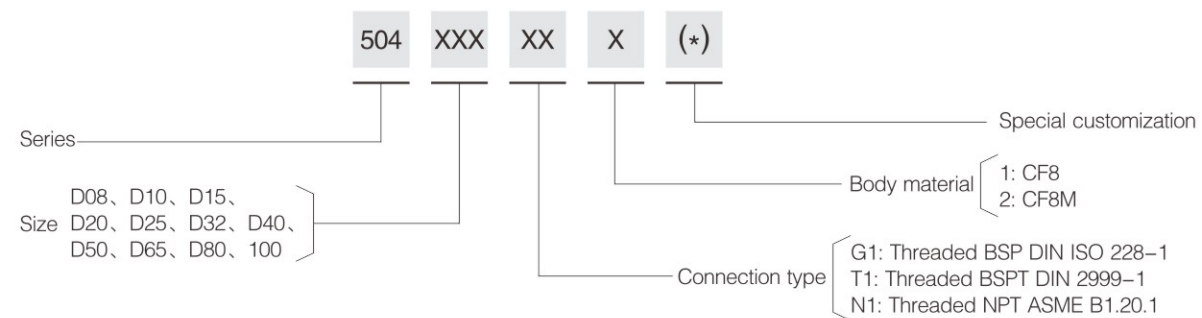 504 XXX XX X (*)
Series
Special customization
Size
D08、D10、D15、
D20、D25、D32、D40、
D50、D65、D80、100
Body material
1: CF8
2: CF8M
Connection type
G1: Threaded BSP DIN ISO 228–1
T1: Threaded BSPT DIN 2999–1
N1: Threaded NPT ASME B1.20.1